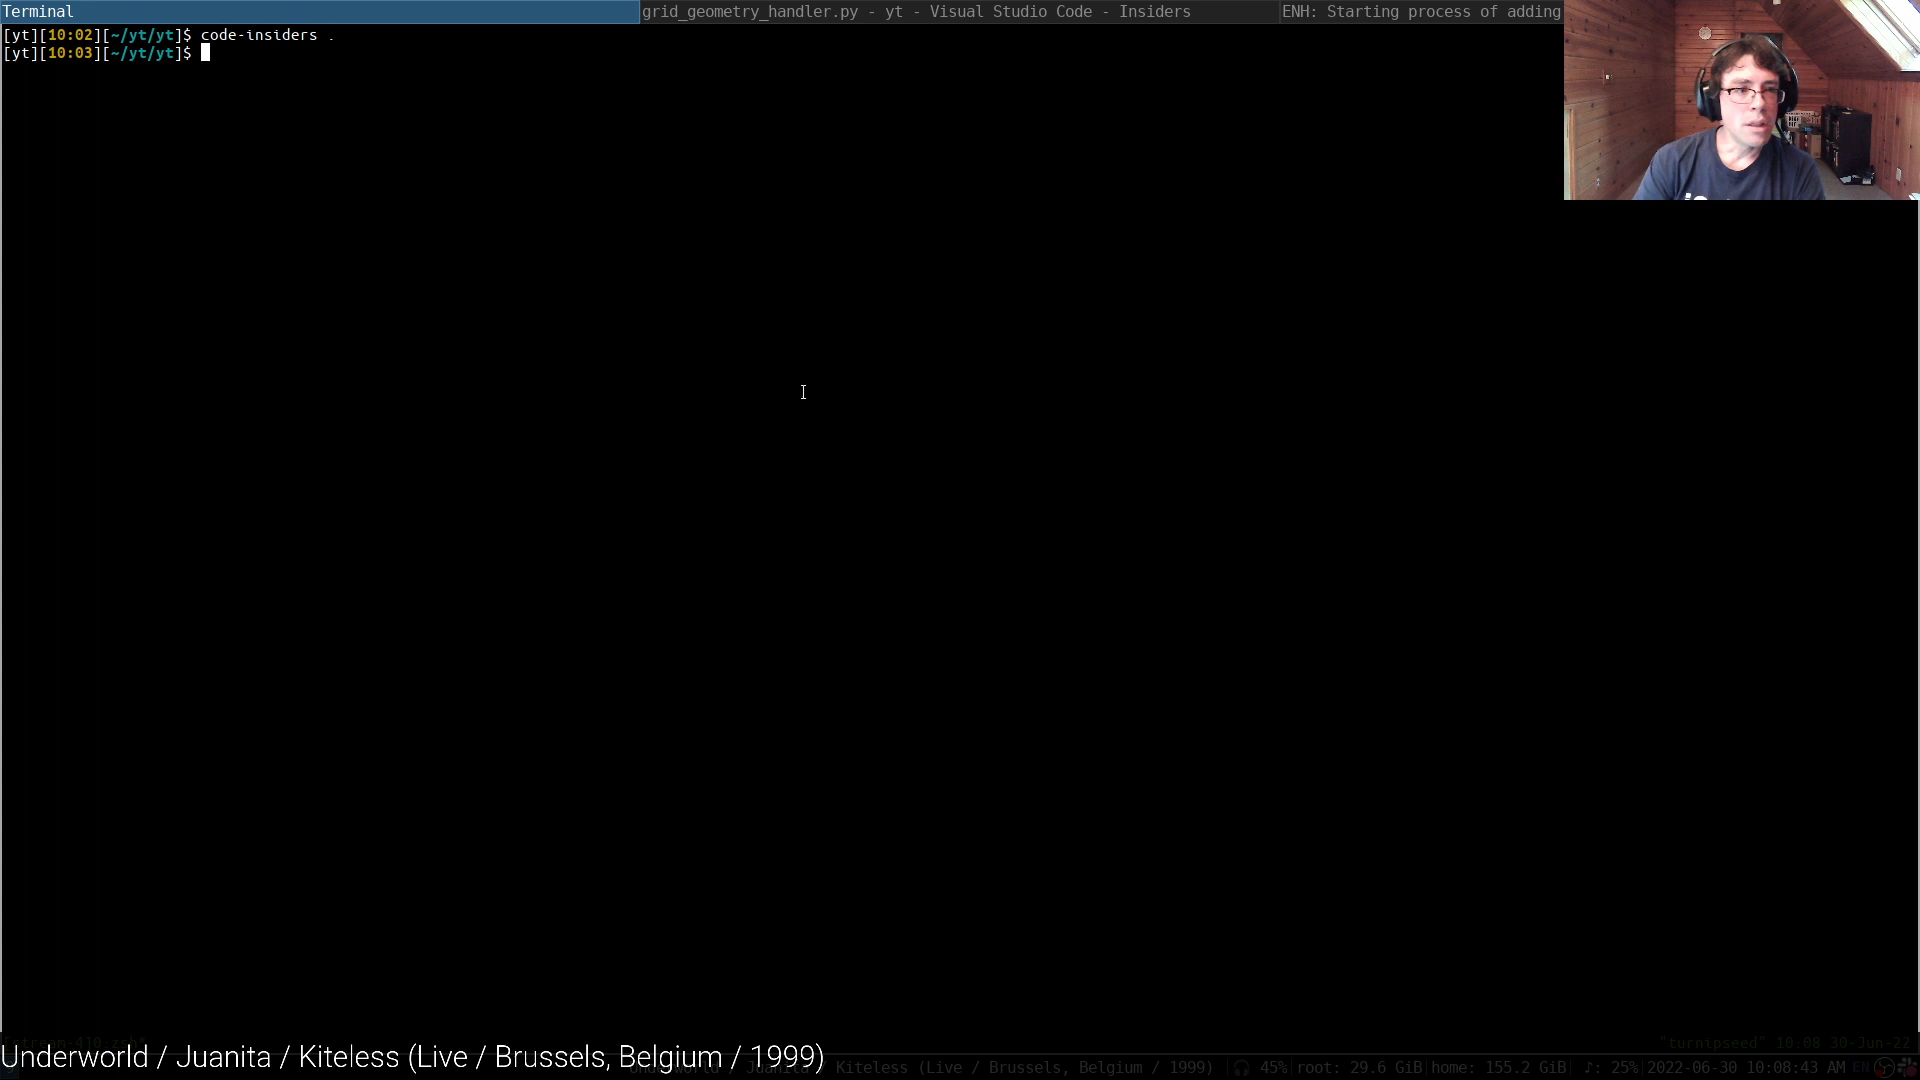 Terminal
grid_geometry_handler.py - yt - Visual Studio Code - Insiders
ENH: Starting process of adding
[yt][10:02][~/yt/yt]$ code-insiders .
[yt][10:03][~/yt/yt]$
"turnipseed" 10:08 30-Jun-22
Underworld / Juanita / Kiteless (Live / Brussels, Belgium / 1999)
/ Kiteless (Live / Brussels, Belgium / 1999) | 45%|root: 29.6 GiB|home: 155.2 GiB| ♪: 25%|2022-06-30 10:08:43 AM EN